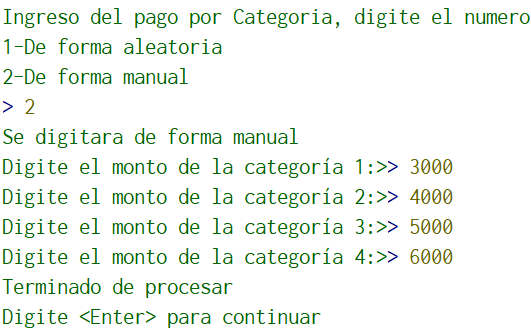 Ingreso del pago por Categoria, digite el numero
1-De forma aleatoria
2-De forma manual
> 2
Se digitara de forma manual
Digite el monto de la categoría 1:>> 3000
Digite el monto de la categoría 2:>> 4000
Digite el monto de la categoría 3:>> 5000
Digite el monto de la categoría 4:>> 6000
Terminado de procesar
Digite <Enter> para continuar